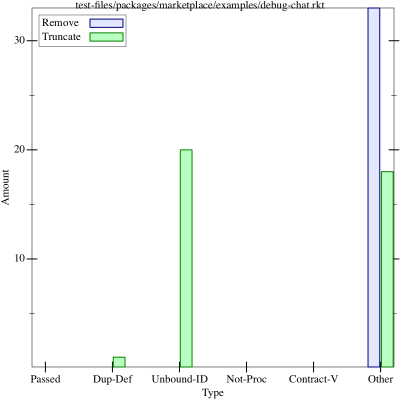 test-files/packages/marketplace/examples/debug-chat.rkt
Remove
Truncate
30
20
10
Amount
Passed Dup-Def Unbound-ID Not-Proc Contract-V Other
Type